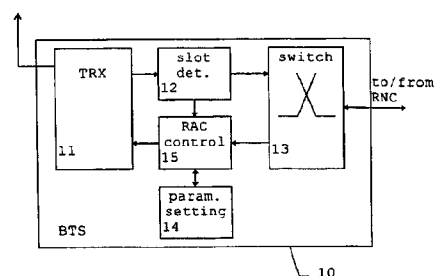 TRX
11
slot
det.
12
switch
13
to/from
RNC
RAC
control
15
param.
setting
14
BTS
10